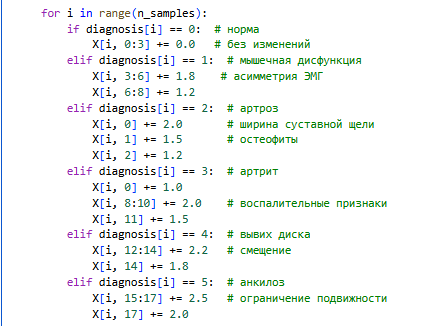 for i in range(n_samples):
    if diagnosis[i] == 0:  # норма
        X[i, 0:3] += 0.0   # без изменений
    elif diagnosis[i] == 1:  # мышечная дисфункция
        X[i, 3:6] += 1.8    # асимметрия ЭМГ
        X[i, 6:8] += 1.2
    elif diagnosis[i] == 2:  # артроз
        X[i, 0] += 2.0       # ширина суставной щели
        X[i, 1] += 1.5       # остеофиты
        X[i, 2] += 1.2
    elif diagnosis[i] == 3:  # артрит
        X[i, 0] += 1.0
        X[i, 8:10] += 2.0    # воспалительные признаки
        X[i, 11] += 1.5
    elif diagnosis[i] == 4:  # вывих диска
        X[i, 12:14] += 2.2   # смещение
        X[i, 14] += 1.8
    elif diagnosis[i] == 5:  # анкилоз
        X[i, 15:17] += 2.5   # ограничение подвижности
        X[i, 17] += 2.0